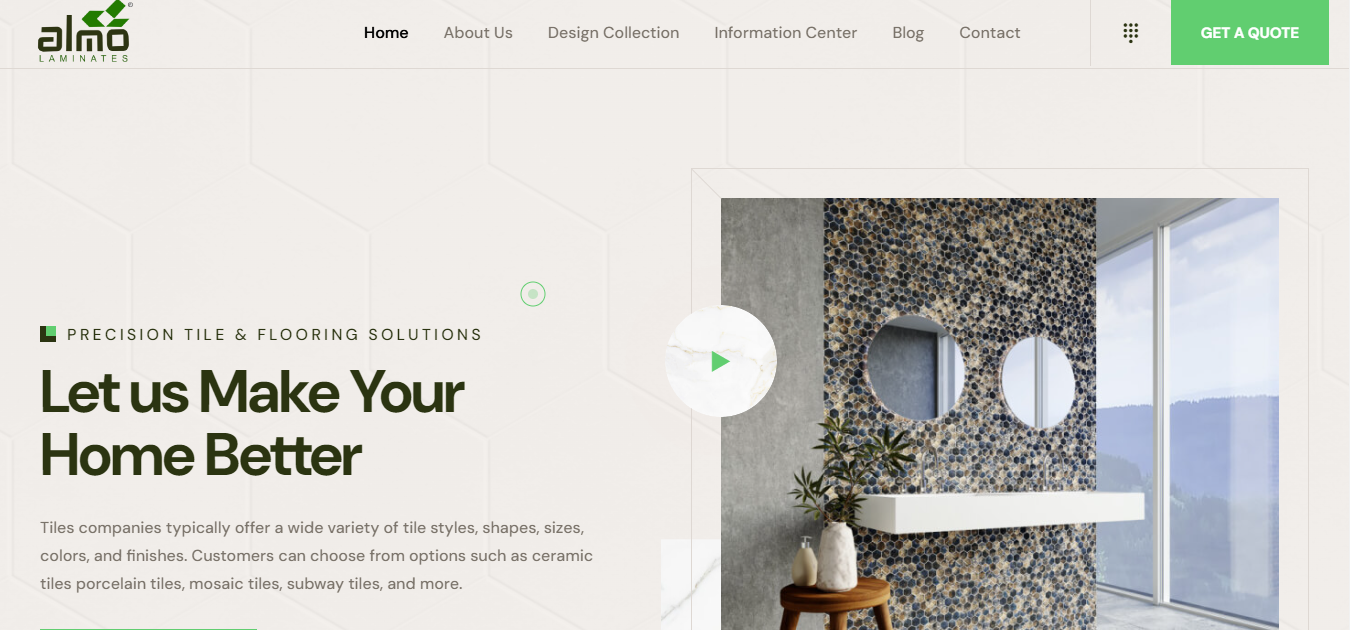 almo
LAMINATES
Home About Us Design Collection Information Center Blog Contact
GET A QUOTE
PRECISION TILE & FLOORING SOLUTIONS
Let us Make Your
Home Better
Tiles companies typically offer a wide variety of tile styles, shapes, sizes,
colors, and finishes. Customers can choose from options such as ceramic
tiles porcelain tiles, mosaic tiles, subway tiles, and more.